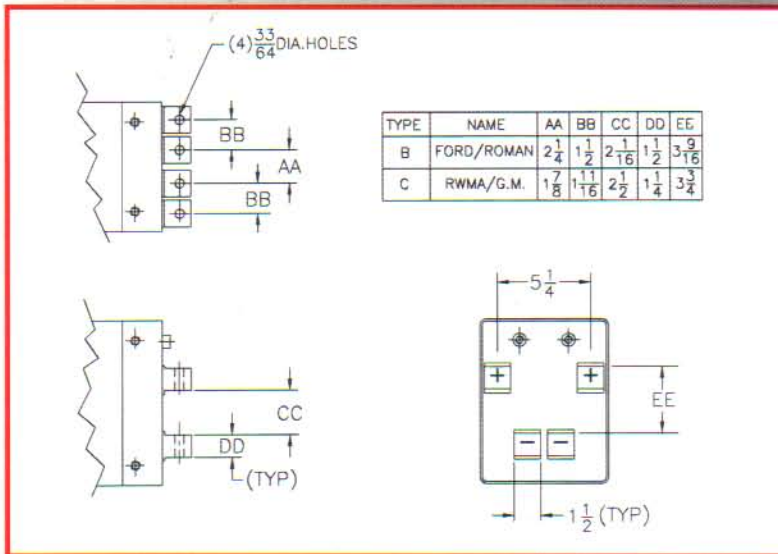 (4) 33/64 DIA.HOLES
BB
AA
BB
TYPE NAME AA BB CC DD EE
B FORD/ROMAN 2 1/4 1 1/2 2 1/16 1 1/2 3 9/16
C RWMA/G.M. 1 7/8 1 11/16 2 1/2 1 1/4 3 3/4
5 1/4
+ +
EE
CC
DD
(TYP)
- -
1 1/2 (TYP)